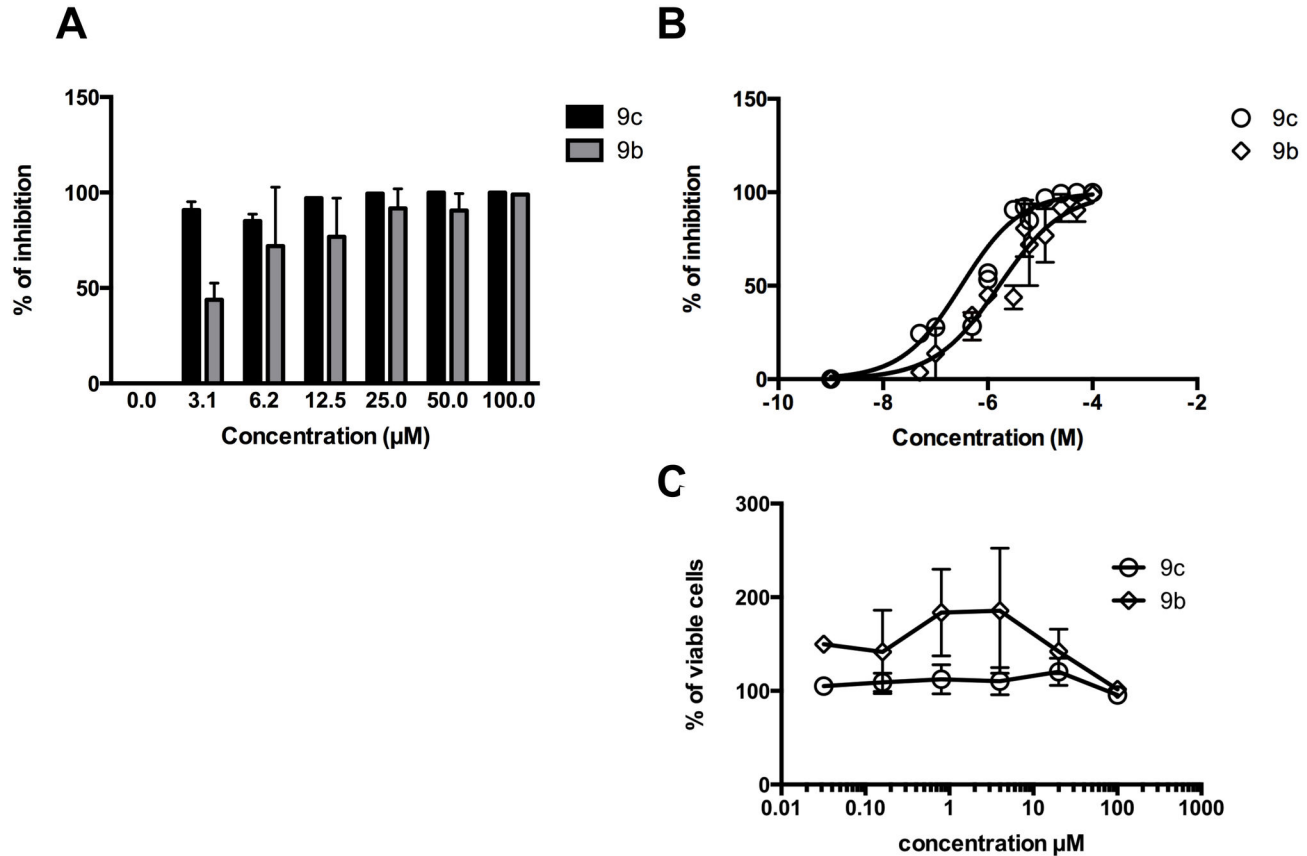 A
150
100
50
0
% of inhibition
0.0 3.1 6.2 12.5 25.0 50.0 100.0
Concentration (µM)
9c
9b
B
150
100
50
0
% of inhibition
-10 -8 -6 -4 -2
Concentration (M)
9c
9b
C
300
200
100
0
% of viable cells
0.01 0.10 1 10 100 1000
concentration µM
9c
9b